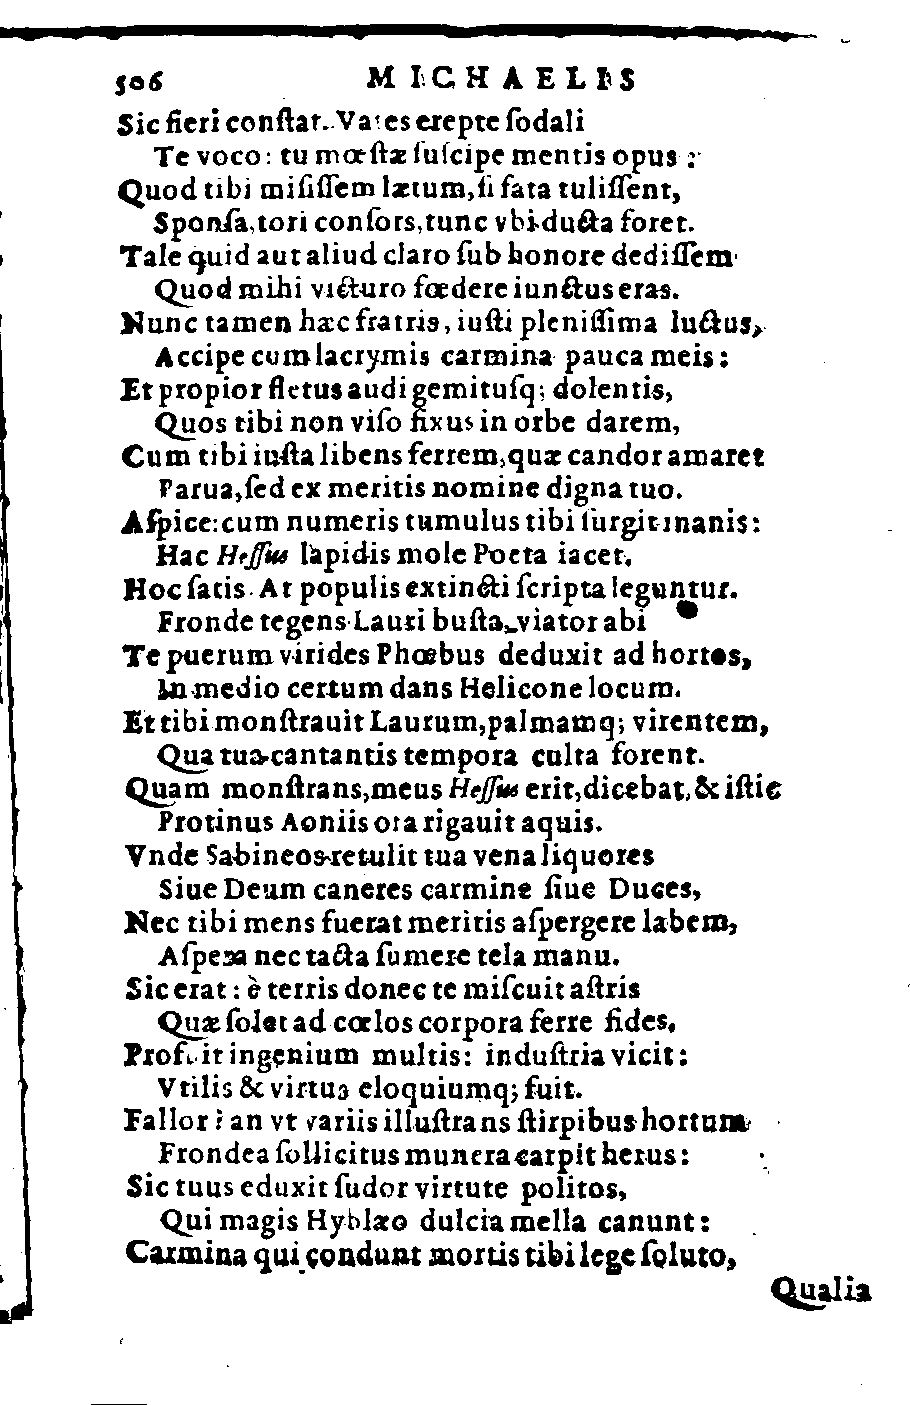 506 MICHAELIS
Sic fieri conſtat. Vates erepte ſodali
Te voco: tu mœſtæ ſuſcipe mentis opus:
Quod tibi miſiſſem lætum, ſi fata tuliſſent,
Sponſa, tori conſors, tunc vbi ducta foret.
Tale quid aut aliud claro ſub honore dediſſem
Quod mihi victuro fœdere iunctus eras.
Nunc tamen hæc fratris, iuſti pleniſſima luctus,
Accipe cum lacrymis carmina pauca meis:
Et propior fletus audi gemituſq; dolentis,
Quos tibi non viſo fixus in orbe darem,
Cum tibi iuſta libens ferrem, quæ candor amaret
Parua, ſed ex meritis nomine digna tuo.
Aſpice: cum numeris tumulus tibi ſurgit inanis:
Hac Heſſus lapidis mole Poeta iacet.
Hoc ſatis. At populis extincti ſcripta leguntur.
Fronde tegens Lauri buſta, viator abi
Te puerum virides Phœbus deduxit ad hortos,
In medio certum dans Helicone locum.
Et tibi monſtrauit Laurum, palmamq; virentem,
Qua tua cantantis tempora culta forent.
Quam monſtrans, meus Heſſus erit, dicebat, & iſtic
Protinus Aoniis ora rigauit aquis.
Vnde Sabineos retulit tua vena liquores
Siue Deum caneres carmine ſiue Duces,
Nec tibi mens fuerat meritis aſpergere labem,
Aſpera nec tacta ſumere tela manu.
Sic erat: è terris donec te miſcuit aſtris
Quæ ſolet ad cœlos corpora ferre fides.
Profuit ingenium multis: induſtria vicit:
Vtilis & virtus eloquiumq; fuit.
Fallor? an vt variis illuſtrans ſtirpibus hortum
Frondea ſollicitus munera carpit herus:
Sic tuus eduxit ſudor virtute politos,
Qui magis Hyblæo dulcia mella canunt:
Carmina qui condunt mortis tibi lege ſoluto,
Qualia